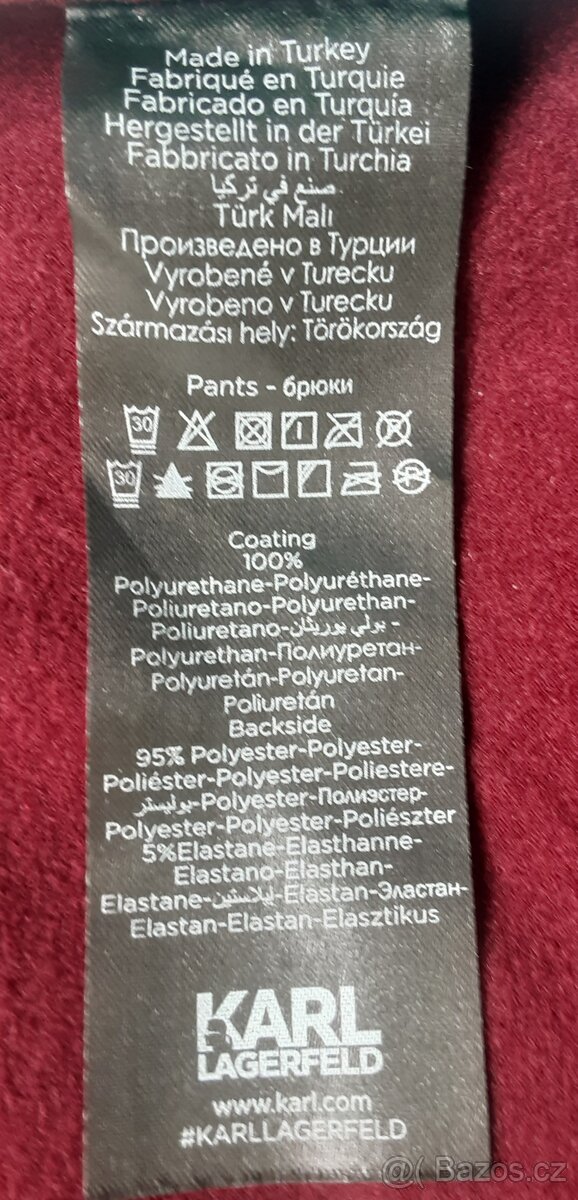 Made in Turkey
Fabriqué en Turquie
Fabricado en Turquía
Hergestellt in der Türkei
Fabbricato in Turchia
صنع في تركيا
Türk Malı
Произведено в Турции
Vyrobené v Turecku
Vyrobeno v Turecku
Származási hely: Törökország
Pants - брюки
30
30
Coating
100%
Polyurethane-Polyuréthane-
Poliuretano-Polyurethan-
Poliuretano-بولي يوريثان -
Polyurethan-Полиуретан-
Polyuretán-Polyuretan-
Poliuretán
Backside
95% Polyester-Polyester-
Poliéster-Polyester-Poliestere-
بوليستر-Polyester-Полиэстер-
Polyester-Polyester-Poliészter
5%Elastane-Elasthanne-
Elastano-Elasthan-
Elastane-إيلاستين-Elastan-Эластан-
Elastan-Elastan-Elasztikus
KARL
LAGERFELD
www.karl.com
#KARLLAGERFELD
@( Bazos.cz